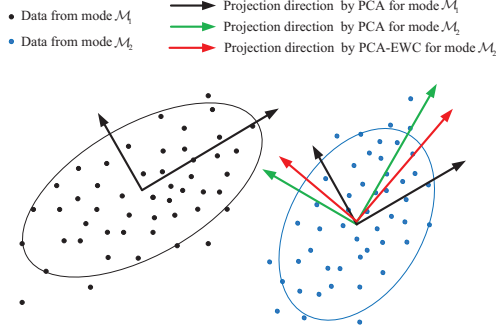 Data from mode ℳ₁
Data from mode ℳ₂
Projection direction by PCA for mode ℳ₁
Projection direction by PCA for mode ℳ₂
Projection direction by PCA-EWC for mode ℳ₂